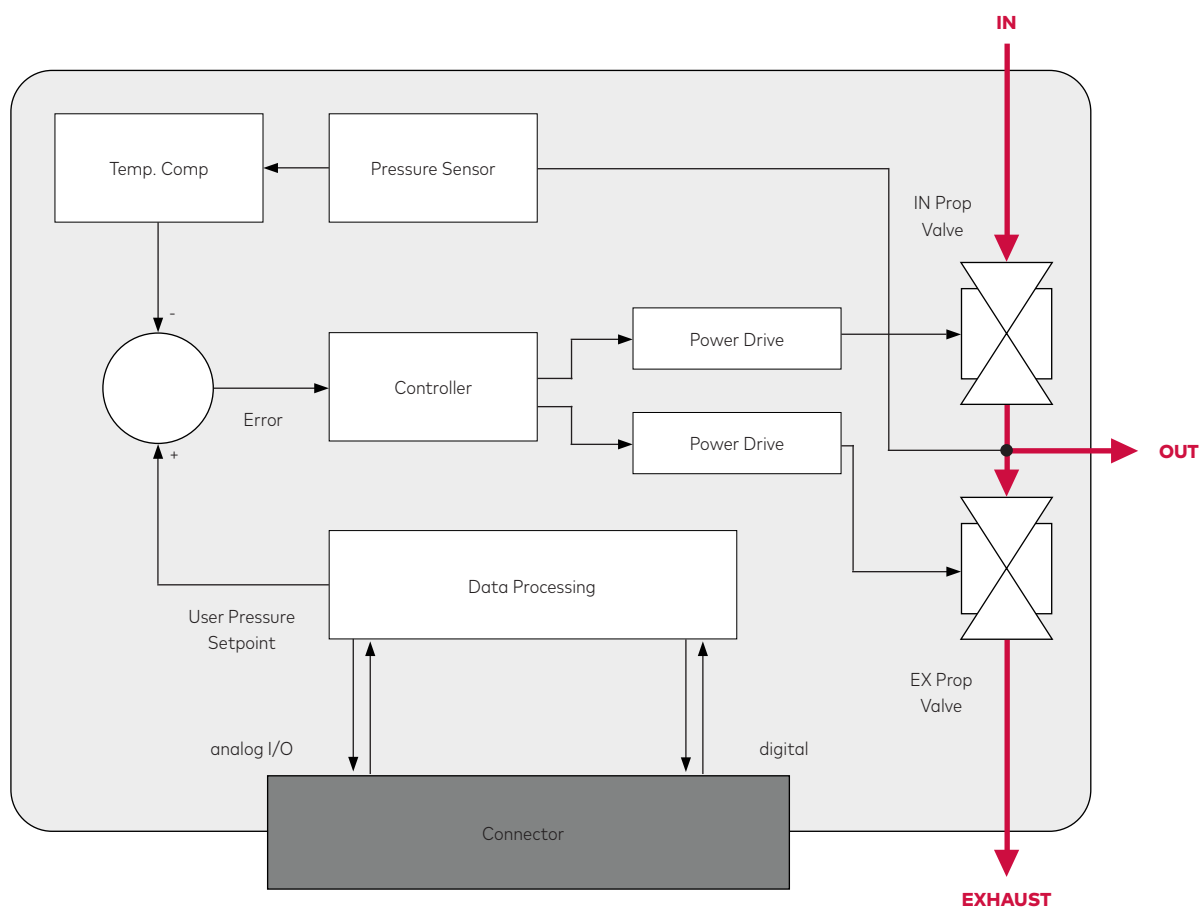 IN
Temp. Comp
Pressure Sensor
IN Prop
Valve
-
Power Drive
Controller
Error
Power Drive
OUT
+
Data Processing
User Pressure
Setpoint
EX Prop
Valve
analog I/O
digital
Connector
EXHAUST